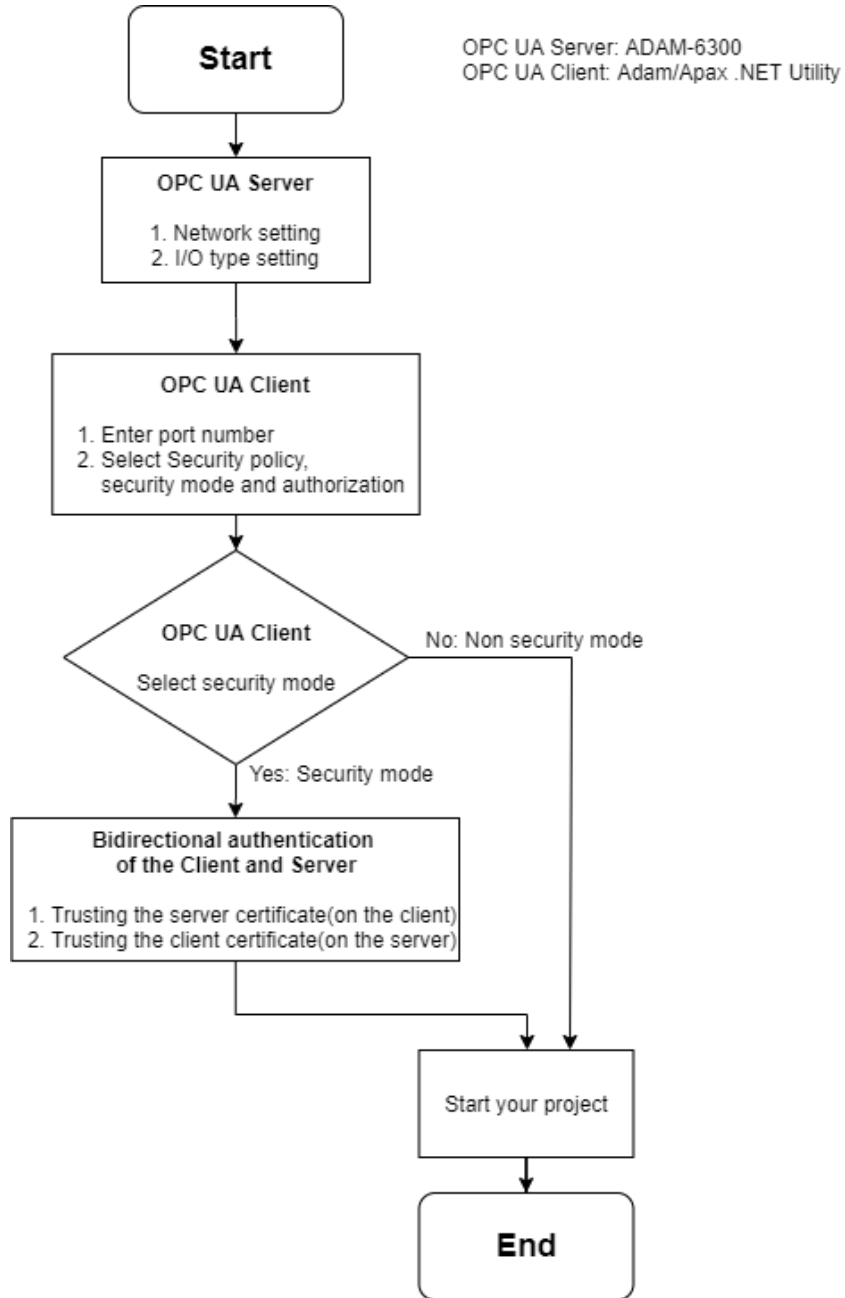 Start
OPC UA Server: ADAM-6300
OPC UA Client: Adam/Apax .NET Utility
OPC UA Server
1. Network setting
2. I/O type setting
OPC UA Client
1. Enter port number
2. Select Security policy,
security mode and authorization
OPC UA Client
Select security mode
No: Non security mode
Yes: Security mode
Bidirectional authentication
of the Client and Server
1. Trusting the server certificate(on the client)
2. Trusting the client certificate(on the server)
Start your project
End